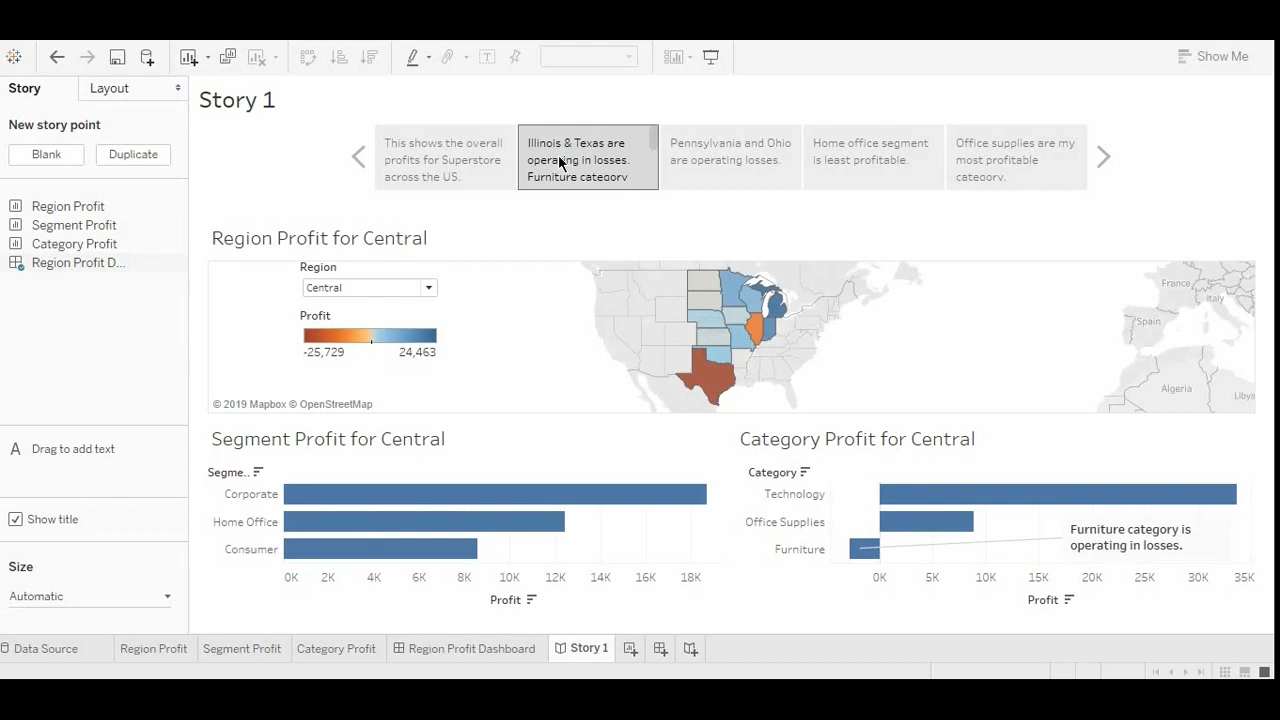 Show Me
Story
Layout
Story 1
New story point
Blank
Duplicate
This shows the overall
profits for Superstore
across the US.
Illinois & Texas are
operating in losses.
Furniture category
Pennsylvania and Ohio
are operating losses.
Home office segment
is least profitable.
Office supplies are my
most profitable
category.
Region Profit
Segment Profit
Category Profit
Region Profit D...
Region Profit for Central
Region
Central
Profit
-25,729
24,463
France
Italy
Spain
Algeria
Libya
© 2019 Mapbox © OpenStreetMap
A Drag to add text
Show title
Size
Automatic
Segment Profit for Central
Segme..
Corporate
Home Office
Consumer
0K 2K 4K 6K 8K 10K 12K 14K 16K 18K
Profit
Category Profit for Central
Category
Technology
Office Supplies
Furniture
Furniture category is
operating in losses.
0K 5K 10K 15K 20K 25K 30K 35K
Profit
Data Source
Region Profit
Segment Profit
Category Profit
Region Profit Dashboard
Story 1